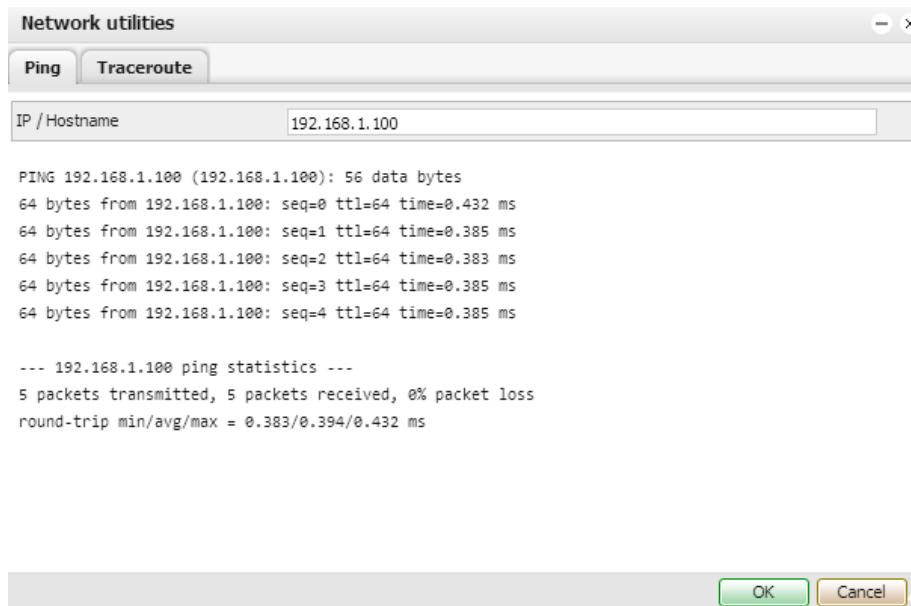 Network utilities
Ping Traceroute
IP / Hostname 192.168.1.100
PING 192.168.1.100 (192.168.1.100): 56 data bytes
64 bytes from 192.168.1.100: seq=0 ttl=64 time=0.432 ms
64 bytes from 192.168.1.100: seq=1 ttl=64 time=0.385 ms
64 bytes from 192.168.1.100: seq=2 ttl=64 time=0.383 ms
64 bytes from 192.168.1.100: seq=3 ttl=64 time=0.385 ms
64 bytes from 192.168.1.100: seq=4 ttl=64 time=0.385 ms
--- 192.168.1.100 ping statistics ---
5 packets transmitted, 5 packets received, 0% packet loss
round-trip min/avg/max = 0.383/0.394/0.432 ms
OK Cancel